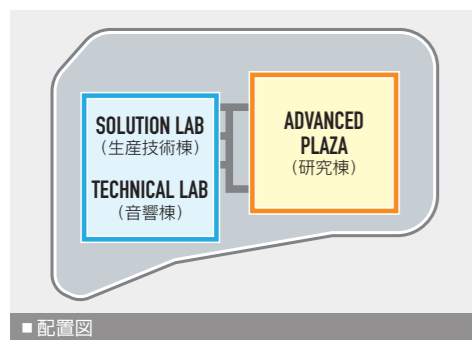 SOLUTION LAB
（生産技術棟）
TECHNICAL LAB
（音響棟）
ADVANCED
PLAZA
（研究棟）
■配置図